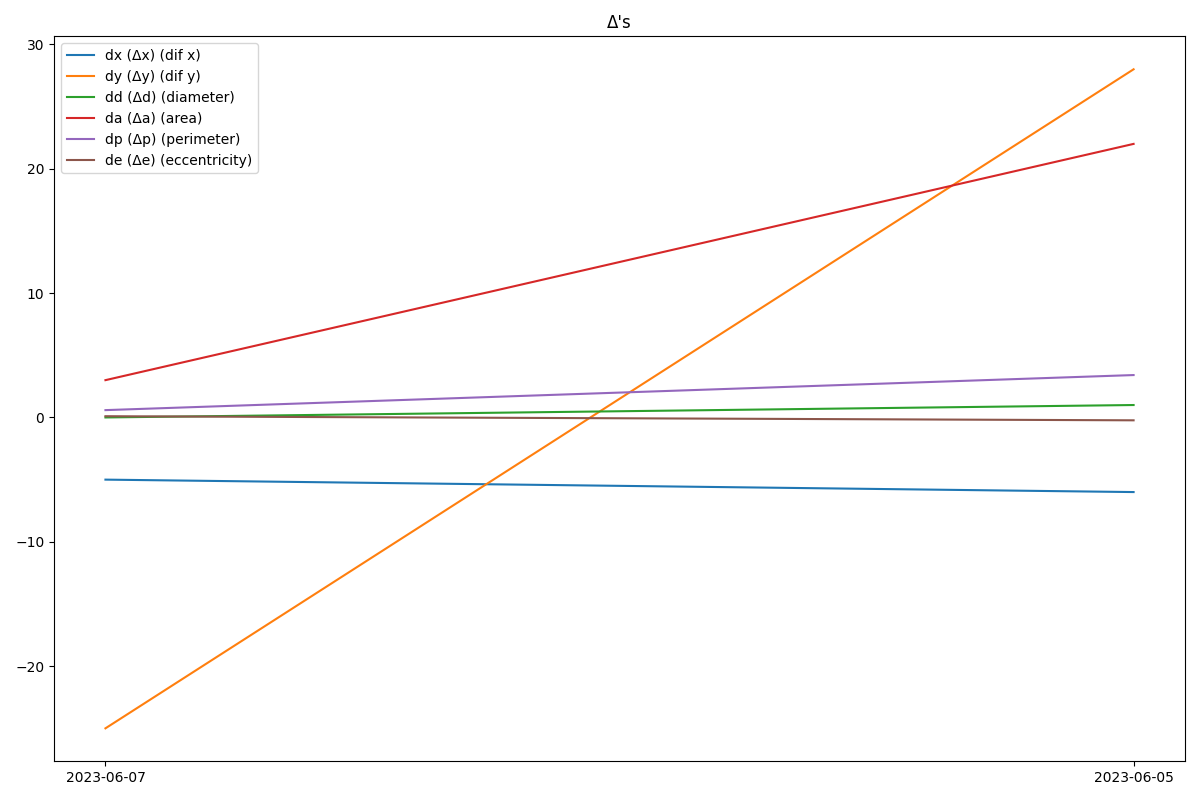 Δ's
dx (Δx) (dif x)
dy (Δy) (dif y)
dd (Δd) (diameter)
da (Δa) (area)
dp (Δp) (perimeter)
de (Δe) (eccentricity)
30
20
10
0
−10
−20
2023-06-07
2023-06-05